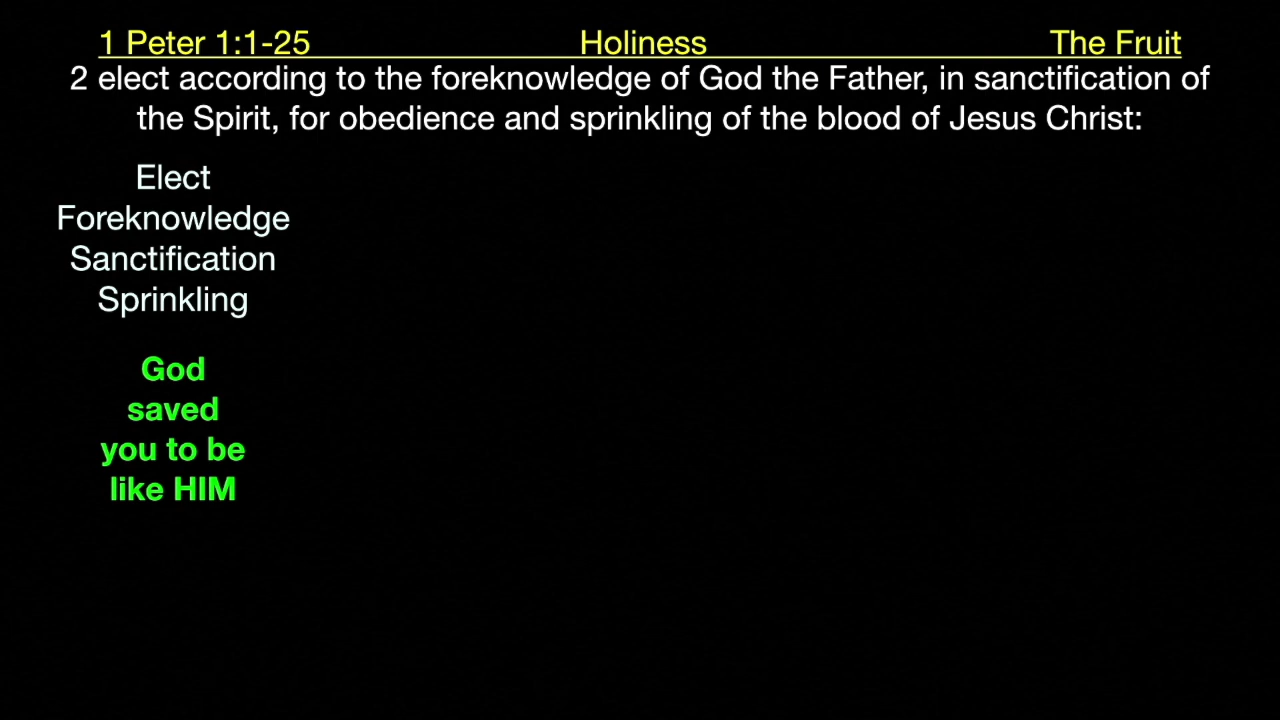 1 Peter 1:1-25 Holiness The Fruit
2 elect according to the foreknowledge of God the Father, in sanctification of
the Spirit, for obedience and sprinkling of the blood of Jesus Christ:
Elect
Foreknowledge
Sanctification
Sprinkling
God
saved
you to be
like HIM